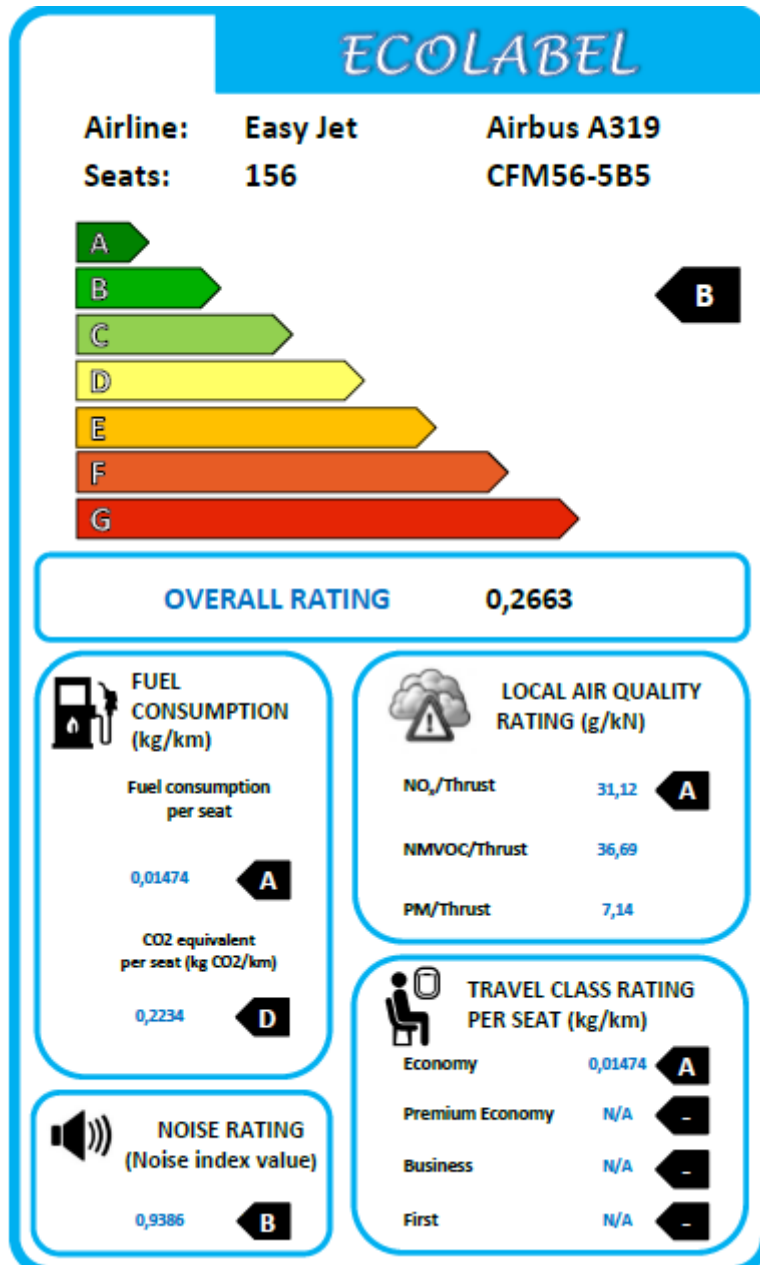 ECOLABEL
Airline: Easy Jet Airbus A319
Seats: 156 CFM56-5B5
A
B
B
C
D
E
F
G
OVERALL RATING 0,2663
FUEL
CONSUMPTION
(kg/km)
Fuel consumption
per seat
0,01474 A
CO2 equivalent
per seat (kg CO2/km)
0,2234 D
NOISE RATING
(Noise index value)
0,9386 B
LOCAL AIR QUALITY
RATING (g/kN)
NOx/Thrust 31,12 A
NMVOC/Thrust 36,69
PM/Thrust 7,14
TRAVEL CLASS RATING
PER SEAT (kg/km)
Economy 0,01474 A
Premium Economy N/A -
Business N/A -
First N/A -